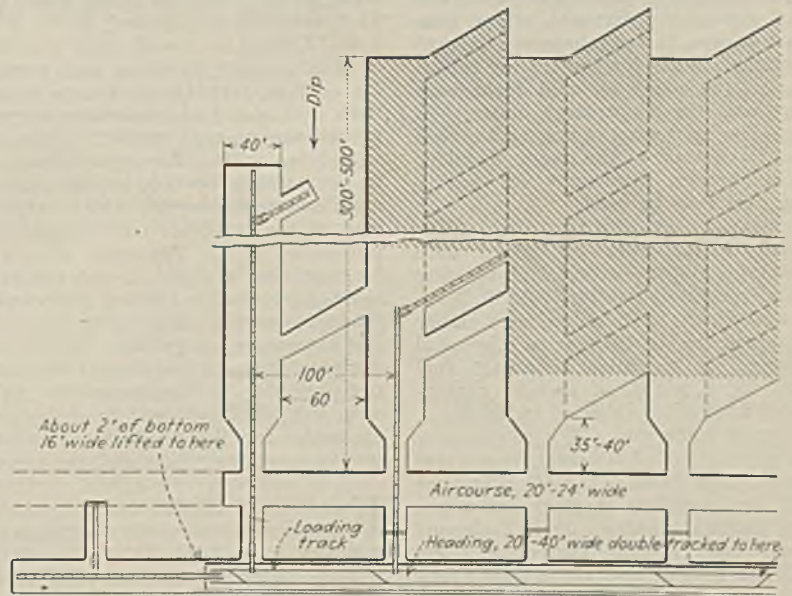 Dip
40'
300'-500'
100'
60
About 2' of bottom
16' wide lifted to here
35'-40'
Aircourse, 20'-24' wide
Loading
track
Heading, 20'-40' wide double-tracked to here